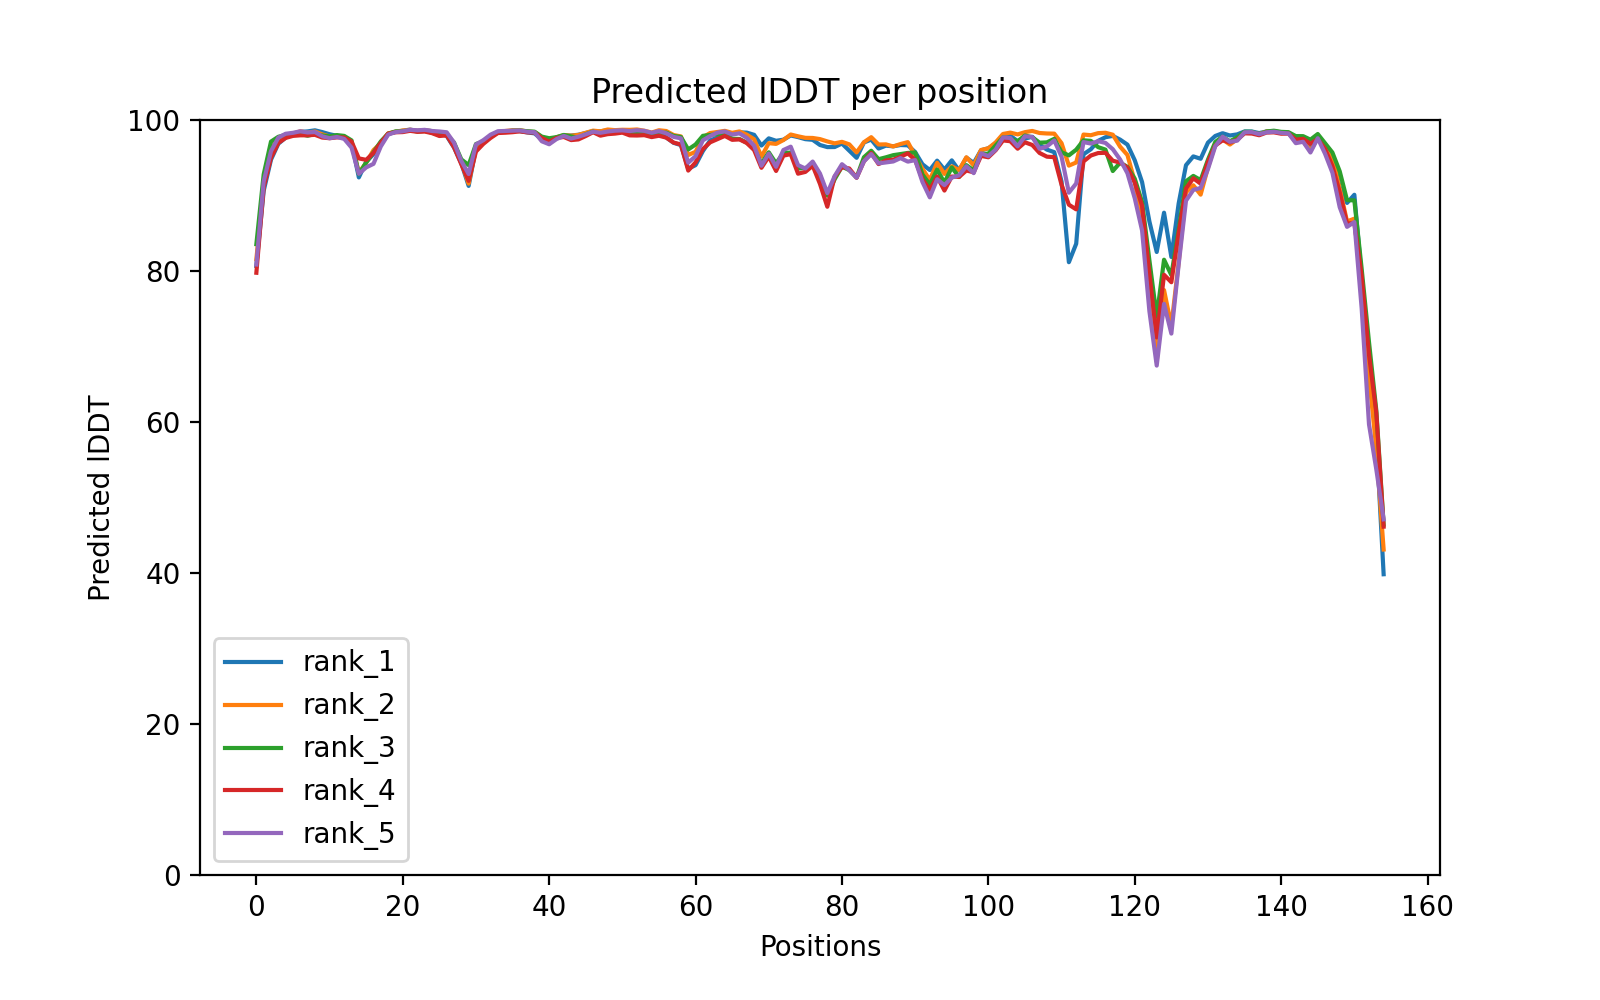 Predicted lDDT per position
100
80
60
40
20
0
Predicted lDDT
rank_1
rank_2
rank_3
rank_4
rank_5
0 20 40 60 80 100 120 140 160
Positions